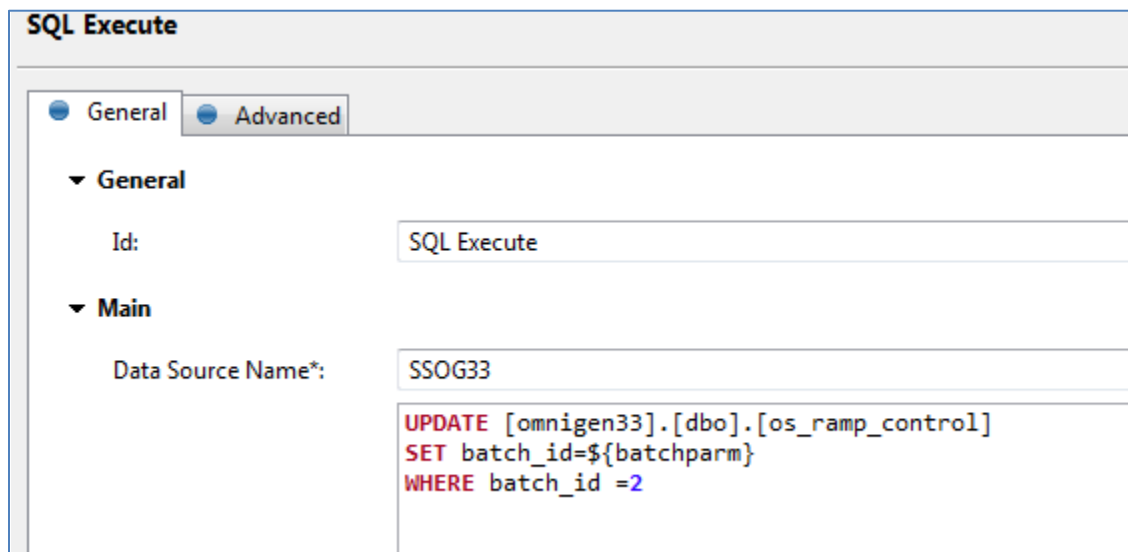 SQL Execute
General
Advanced
General
Id:
SQL Execute
Main
Data Source Name*:
SSOG33
UPDATE [omnigen33].[dbo].[os_ramp_control]
SET batch_id=${batchparm}
WHERE batch_id =2